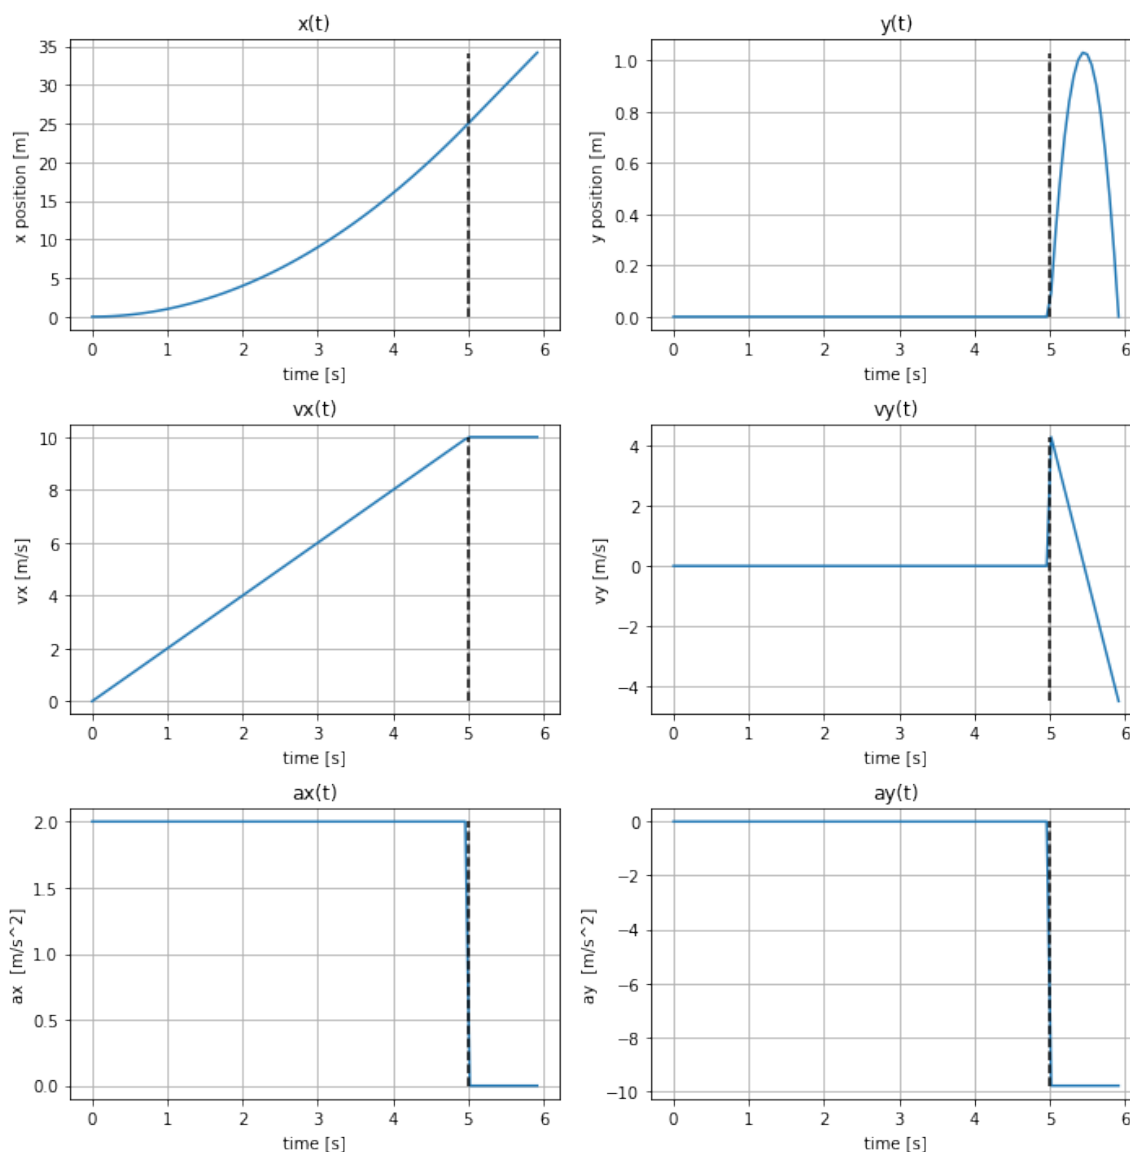 x(t)
35
30
25
20
15
10
5
0
x position [m]
0 1 2 3 4 5 6
time [s]
y(t)
1.0
0.8
0.6
0.4
0.2
0.0
y position [m]
0 1 2 3 4 5 6
time [s]
vx(t)
10
8
6
4
2
0
vx [m/s]
0 1 2 3 4 5 6
time [s]
vy(t)
4
2
0
−2
−4
vy [m/s]
0 1 2 3 4 5 6
time [s]
ax(t)
2.0
1.5
1.0
0.5
0.0
ax [m/s^2]
0 1 2 3 4 5 6
time [s]
ay(t)
0
−2
−4
−6
−8
−10
ay [m/s^2]
0 1 2 3 4 5 6
time [s]